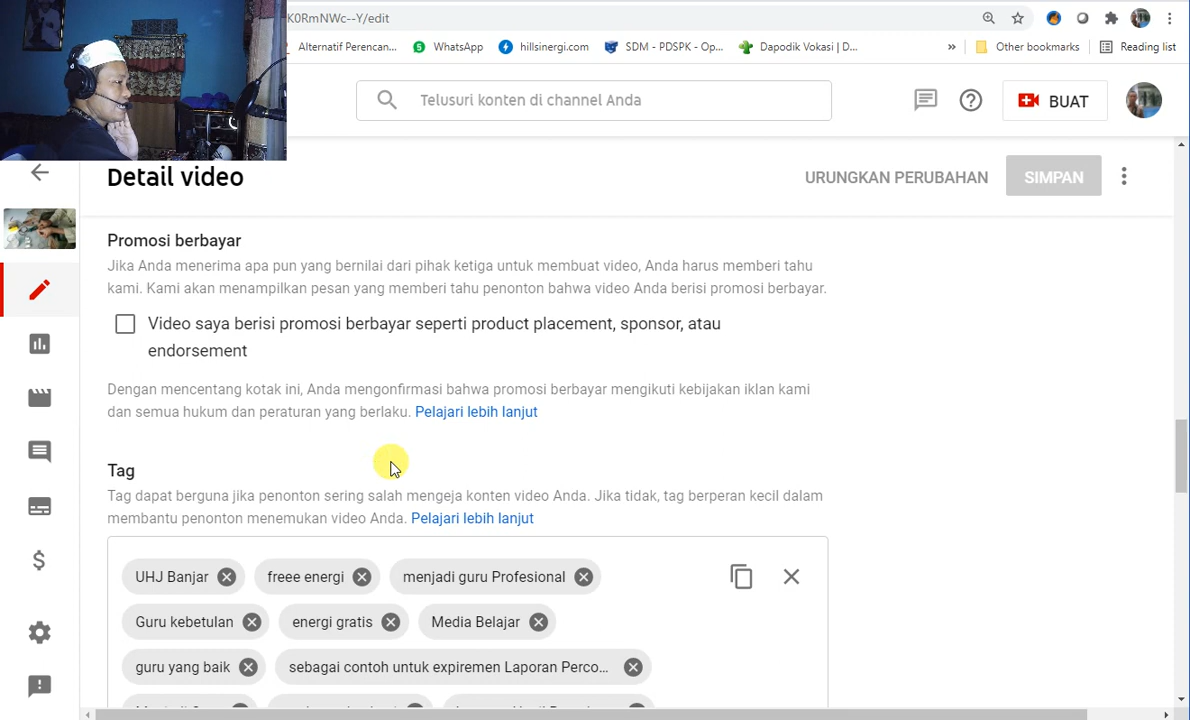 K0RmNWc--Y/edit
Alternatif Perencan...
WhatsApp
hillsinergi.com
SDM - PDSPK - Op...
Dapodik Vokasi | D...
»
Other bookmarks
Reading list
Telusuri konten di channel Anda
BUAT
Detail video
URUNGKAN PERUBAHAN
SIMPAN
Promosi berbayar
Jika Anda menerima apa pun yang bernilai dari pihak ketiga untuk membuat video, Anda harus memberi tahu
kami. Kami akan menampilkan pesan yang memberi tahu penonton bahwa video Anda berisi promosi berbayar.
Video saya berisi promosi berbayar seperti product placement, sponsor, atau
endorsement
Dengan mencentang kotak ini, Anda mengonfirmasi bahwa promosi berbayar mengikuti kebijakan iklan kami
dan semua hukum dan peraturan yang berlaku. Pelajari lebih lanjut
Tag
Tag dapat berguna jika penonton sering salah mengeja konten video Anda. Jika tidak, tag berperan kecil dalam
membantu penonton menemukan video Anda. Pelajari lebih lanjut
UHJ Banjar
freee energi
menjadi guru Profesional
Guru kebetulan
energi gratis
Media Belajar
guru yang baik
sebagai contoh untuk expiremen Laporan Perco...